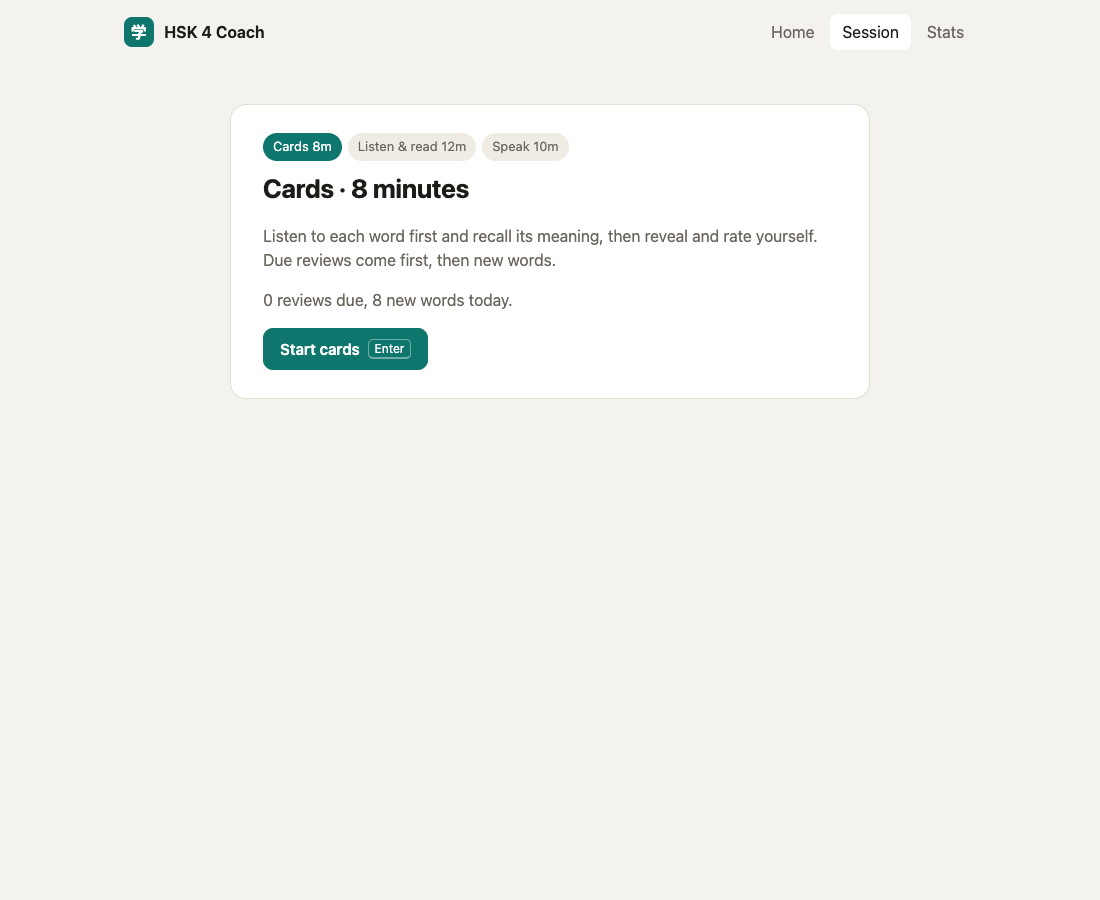 学 HSK 4 Coach
Home Session Stats
Cards 8m Listen & read 12m Speak 10m
Cards · 8 minutes
Listen to each word first and recall its meaning, then reveal and rate yourself.
Due reviews come first, then new words.
0 reviews due, 8 new words today.
Start cards Enter